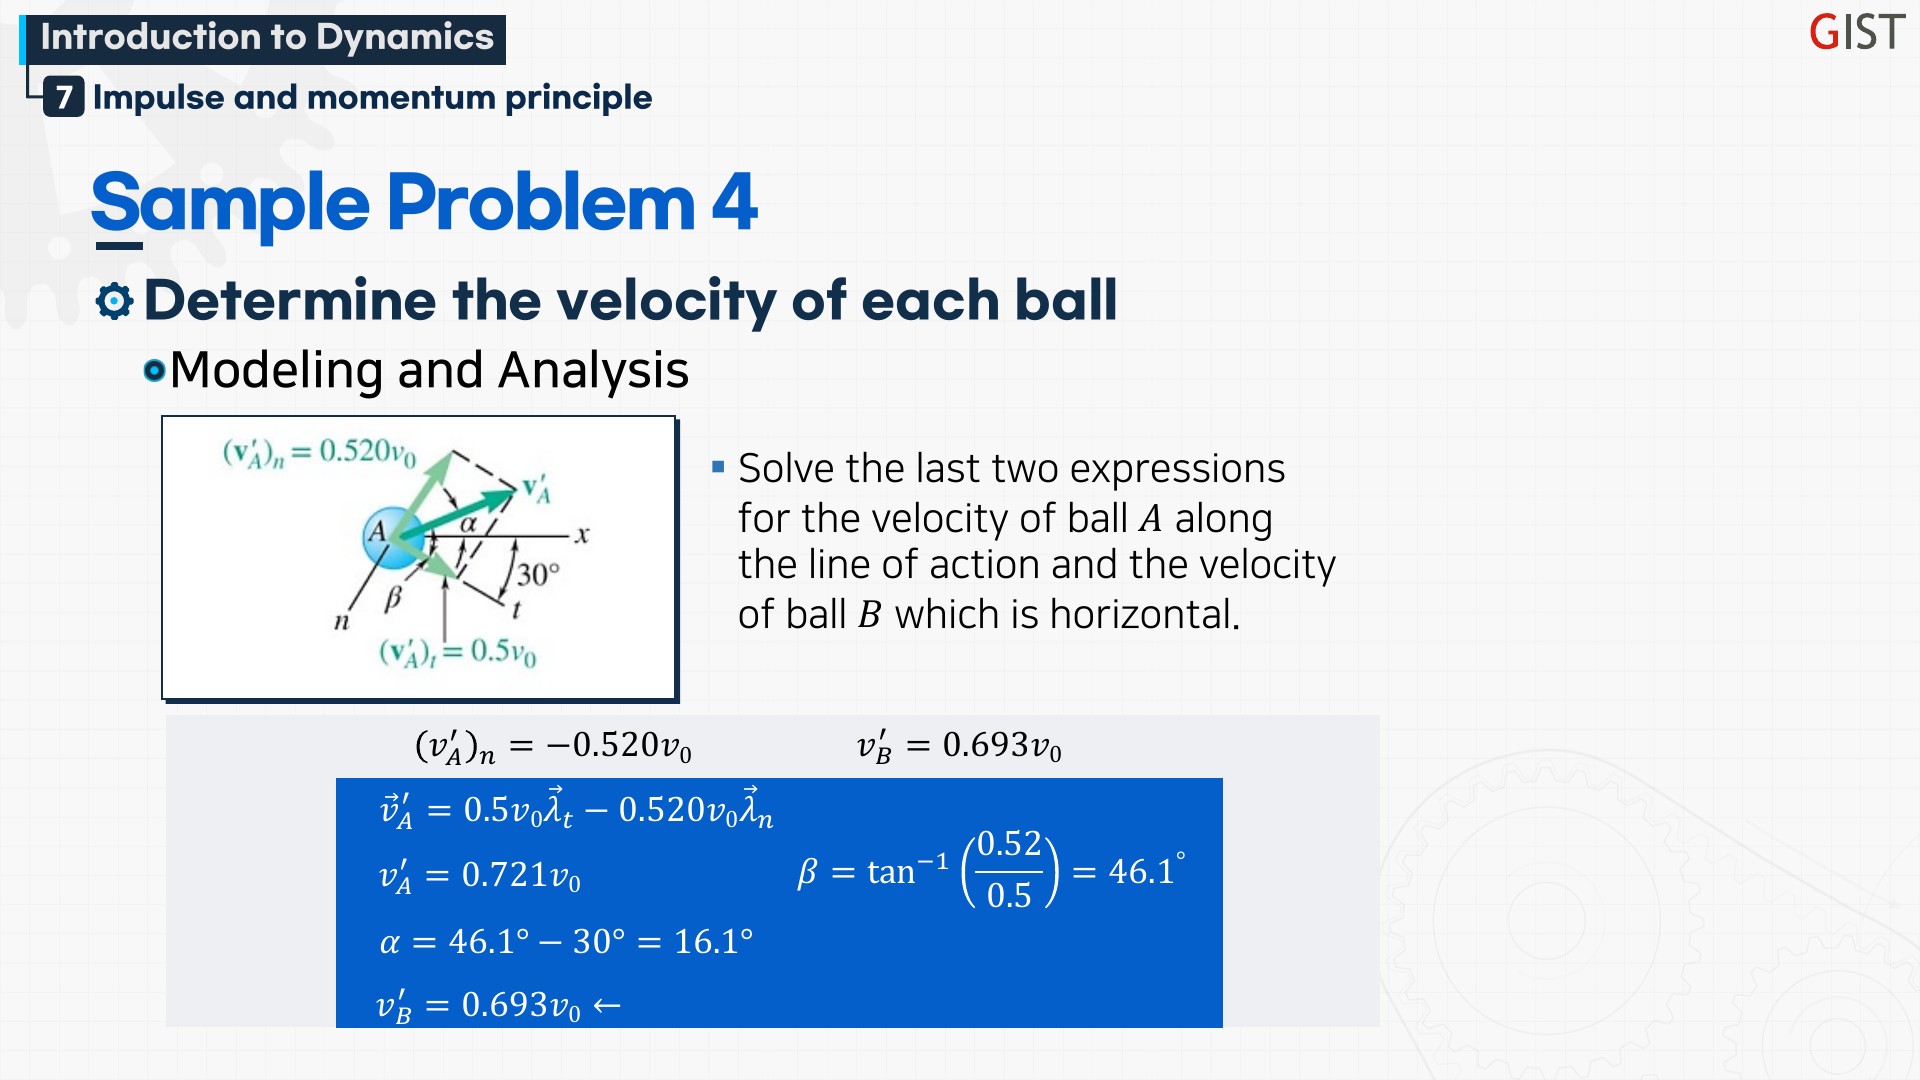 Introduction to Dynamics
GIST
7 Impulse and momentum principle
Sample Problem 4
Determine the velocity of each ball
Modeling and Analysis
(v′A)n = 0.520v0
v′A
A
α
x
30°
β
t
n
(v′A)t = 0.5v0
Solve the last two expressions
for the velocity of ball A along
the line of action and the velocity
of ball B which is horizontal.
(v′A)n = −0.520v0
v′B = 0.693v0
v⃗′A = 0.5v0λ⃗t − 0.520v0λ⃗n
v′A = 0.721v0
β = tan⁻¹(0.52/0.5) = 46.1°
α = 46.1° − 30° = 16.1°
v′B = 0.693v0 ←